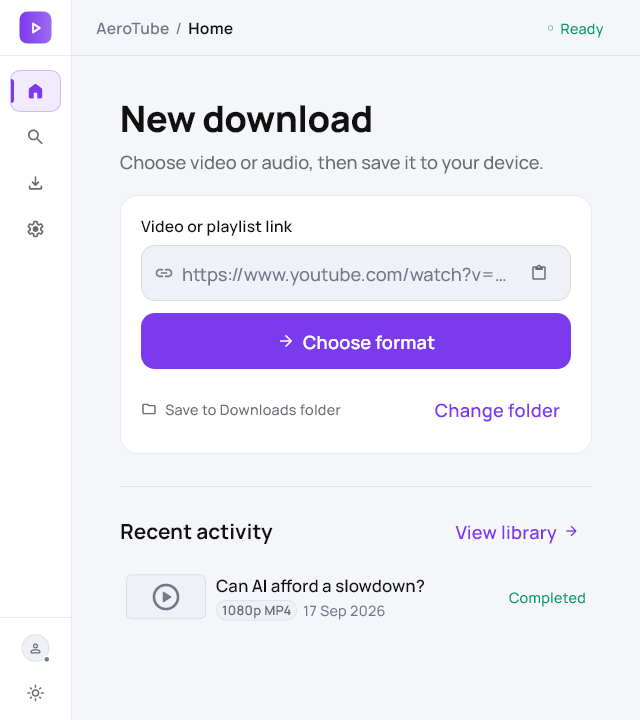 AeroTube / Home
Ready
New download
Choose video or audio, then save it to your device.
Video or playlist link
https://www.youtube.com/watch?v=…
Choose format
Save to Downloads folder
Change folder
Recent activity
View library
Can AI afford a slowdown?
1080p MP4 17 Sep 2026
Completed